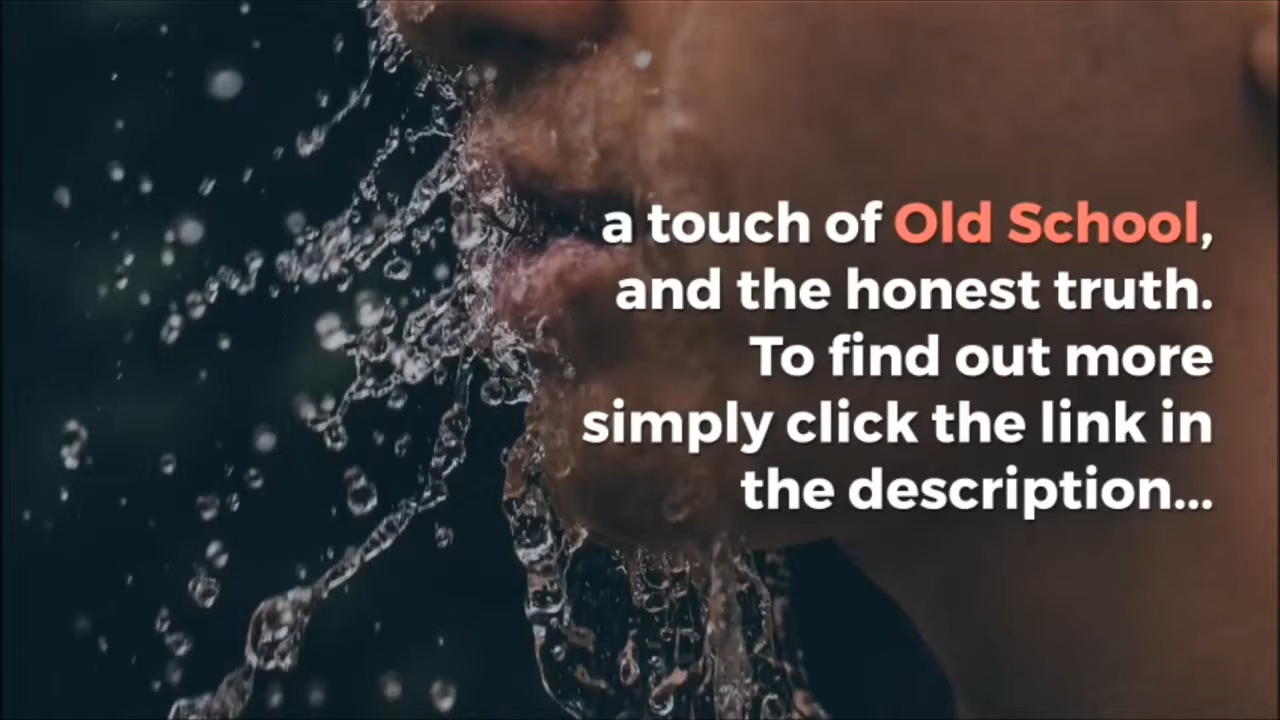 a touch of Old School,
and the honest truth.
To find out more
simply click the link in
the description...